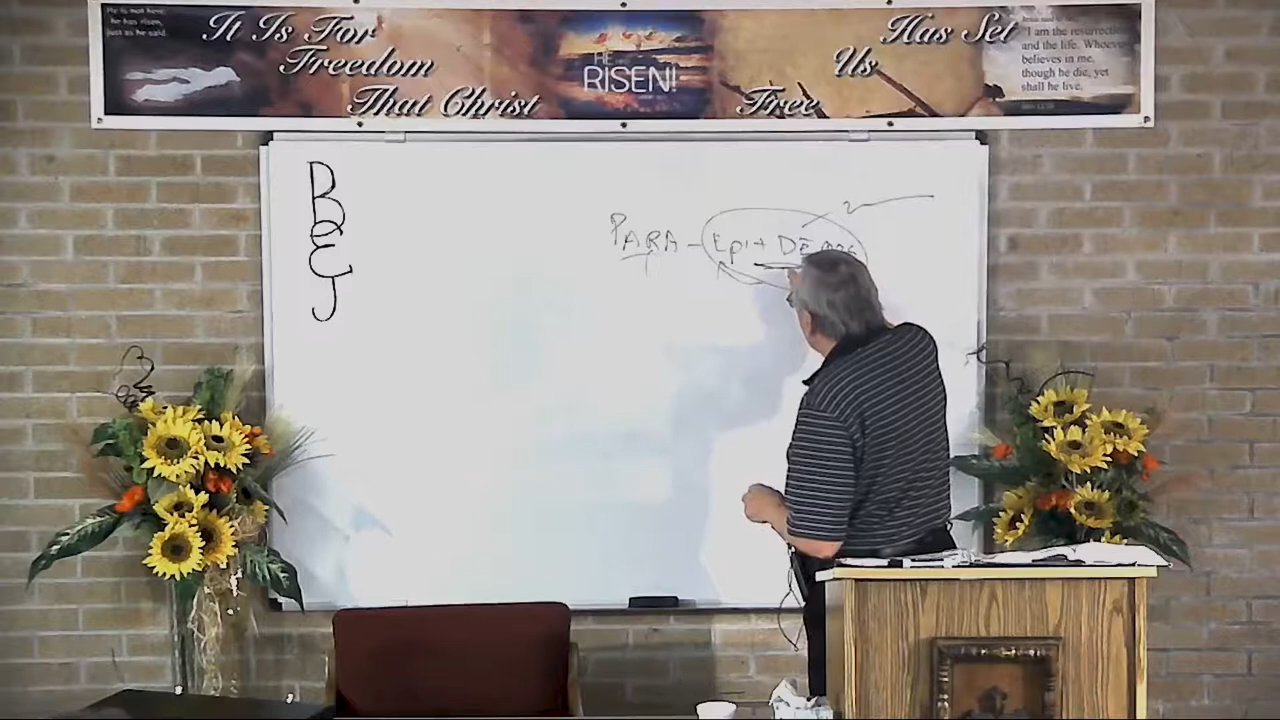 He is not here;
he has risen,
just as he said.
It Is For
Freedom
That Christ
HE
RISEN!
Has Set
Us
Free
"I am the resurrection
and the life. Whoever
believes in me,
though he die, yet
shall he live.
PARA - Epi +